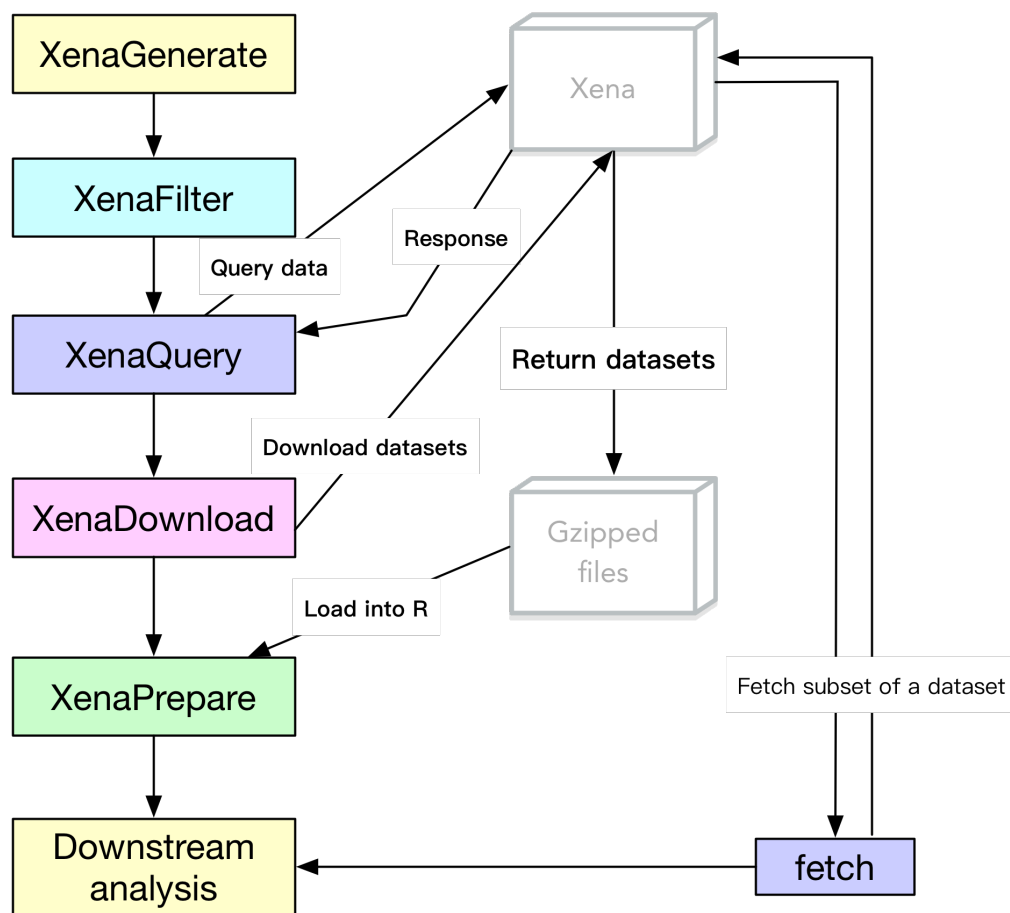 XenaGenerate
Xena
XenaFilter
Response
Query data
XenaQuery
Return datasets
Download datasets
XenaDownload
Gzipped
files
Load into R
XenaPrepare
Fetch subset of a dataset
Downstream
analysis
fetch